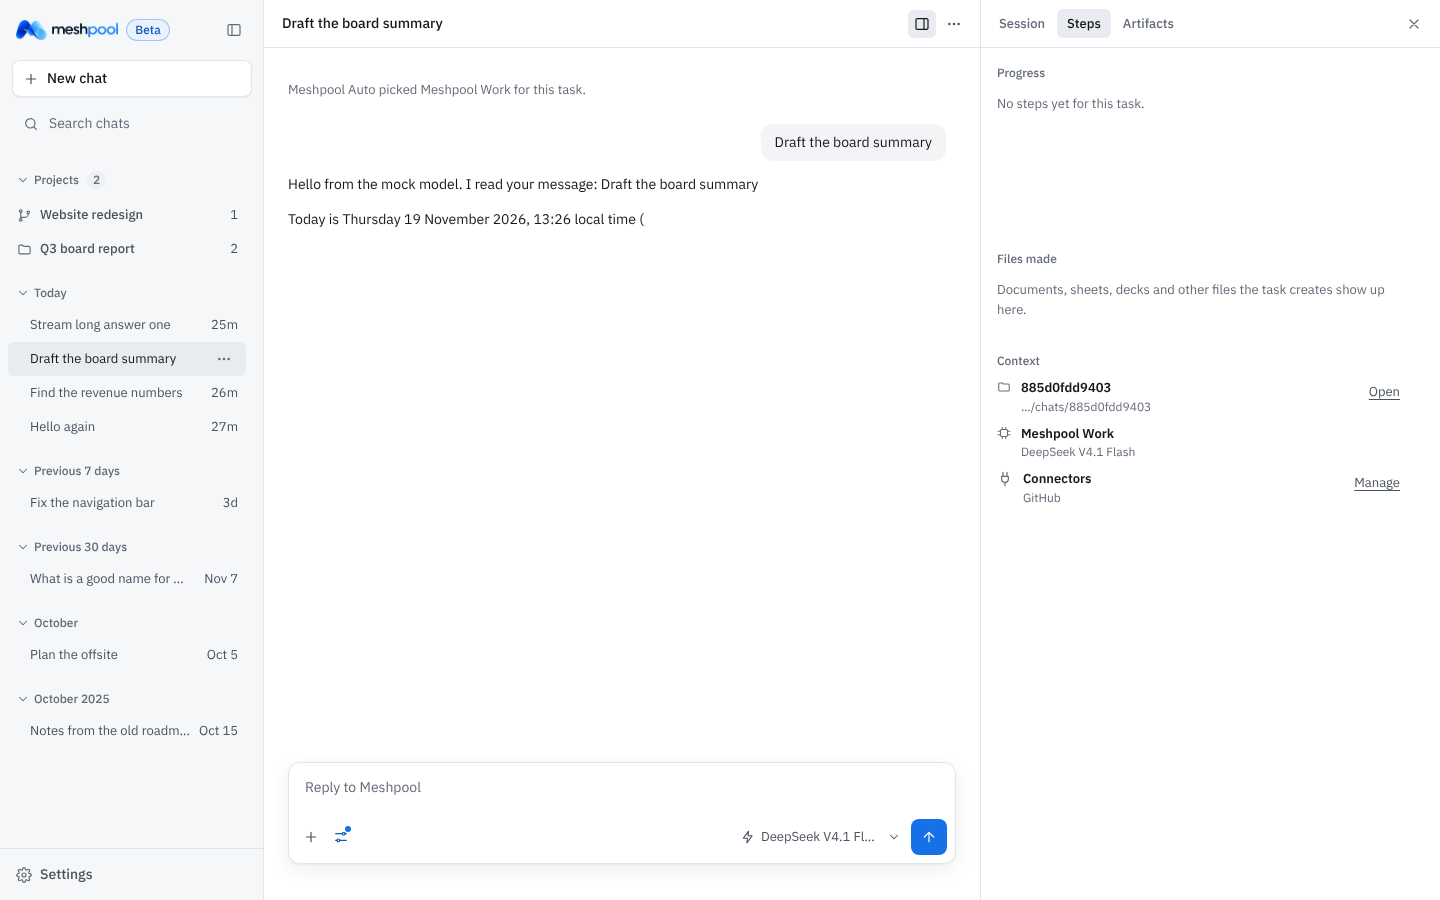 meshpool Beta
New chat
Search chats
Projects 2
Website redesign 1
Q3 board report 2
Today
Stream long answer one 25m
Draft the board summary
Find the revenue numbers 26m
Hello again 27m
Previous 7 days
Fix the navigation bar 3d
Previous 30 days
What is a good name for ... Nov 7
October
Plan the offsite Oct 5
October 2025
Notes from the old roadm... Oct 15
Settings
Draft the board summary
Meshpool Auto picked Meshpool Work for this task.
Draft the board summary
Hello from the mock model. I read your message: Draft the board summary
Today is Thursday 19 November 2026, 13:26 local time (
Reply to Meshpool
DeepSeek V4.1 Fl...
Session Steps Artifacts
Progress
No steps yet for this task.
Files made
Documents, sheets, decks and other files the task creates show up
here.
Context
885d0fdd9403
.../chats/885d0fdd9403
Open
Meshpool Work
DeepSeek V4.1 Flash
Connectors
GitHub
Manage